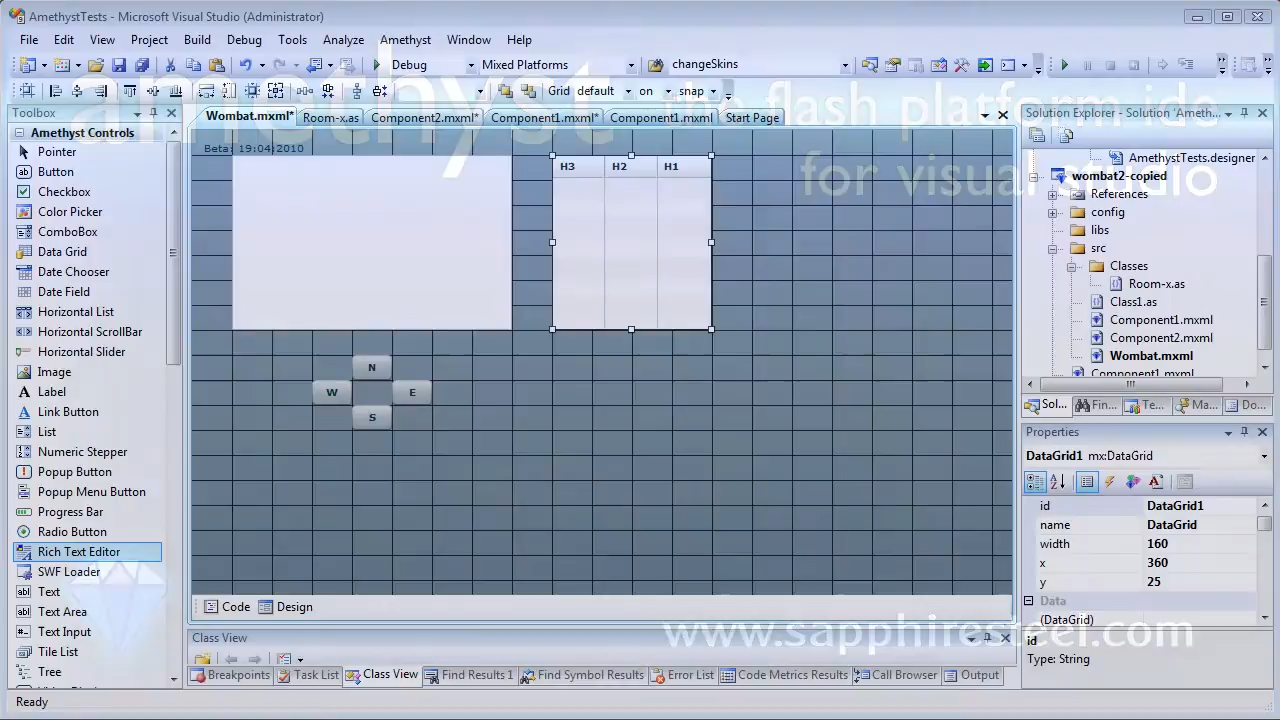 AmethystTests - Microsoft Visual Studio (Administrator)
File Edit View Project Build Debug Tools Analyze Amethyst Window Help
Debug Mixed Platforms changeSkins
Grid default on snap
amethyst
the flash platform ide
for visual studio
Toolbox
Amethyst Controls
Pointer
Button
Checkbox
Color Picker
ComboBox
Data Grid
Date Chooser
Date Field
Horizontal List
Horizontal ScrollBar
Horizontal Slider
Image
Label
Link Button
List
Numeric Stepper
Popup Button
Popup Menu Button
Progress Bar
Radio Button
Rich Text Editor
SWF Loader
Text
Text Area
Text Input
Tile List
Tree
Wombat.mxml* Room-x.as Component2.mxml* Component1.mxml* Component1.mxml Start Page
Beta: 19:04:2010
H3 H2 H1
N
W E
S
Code Design
Class View
Breakpoints Task List Class View Find Results 1 Find Symbol Results Error List Code Metrics Results Call Browser Output
Solution Explorer - Solution 'Ameth...
AmethystTests.designer
wombat2-copied
References
config
libs
src
Classes
Room-x.as
Class1.as
Component1.mxml
Component2.mxml
Wombat.mxml
Component1.mxml
Sol... Fin... Te... Ma... Do...
Properties
DataGrid1 mx:DataGrid
id DataGrid1
name DataGrid
width 160
x 360
y 25
Data
(DataGrid)
id
Type: String
www.sapphiresteel.com
Ready